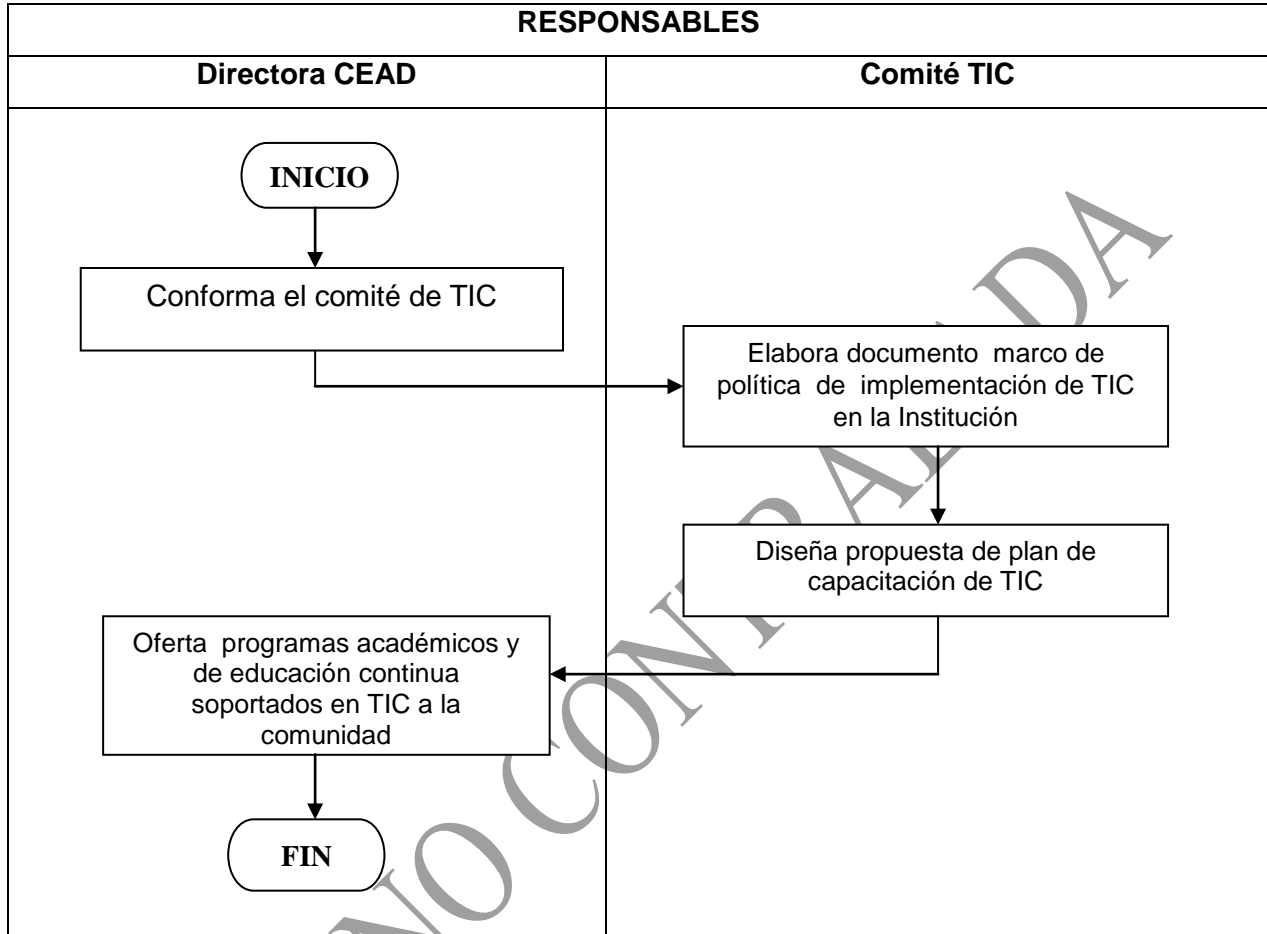 RESPONSABLES
Directora CEAD
Comité TIC
INICIO
Conforma el comité de TIC
Elabora documento marco de
política de implementación de TIC
en la Institución
Diseña propuesta de plan de
capacitación de TIC
Oferta programas académicos y
de educación continua
soportados en TIC a la
comunidad
FIN
NO CONT